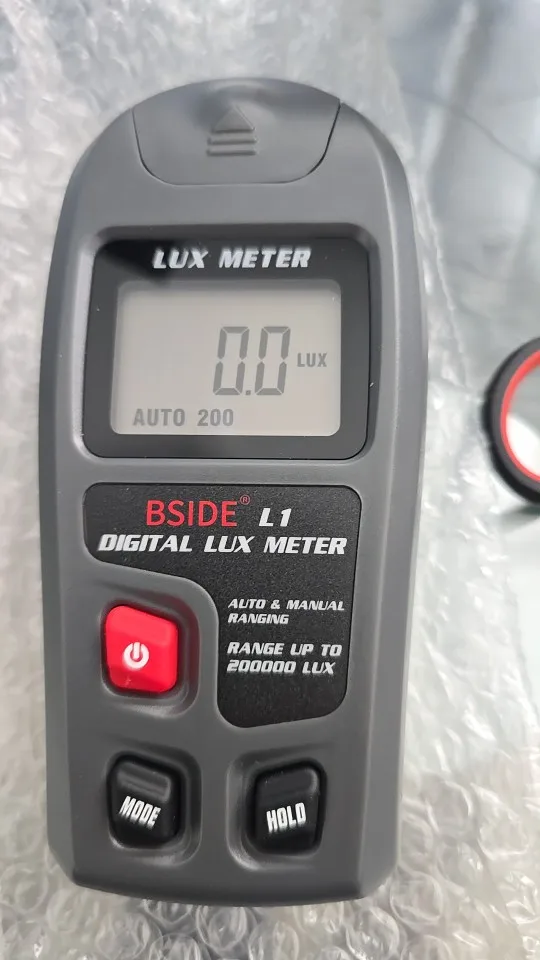 LUX METER
0.0 LUX
AUTO 200
BSIDE® L1
DIGITAL LUX METER
AUTO & MANUAL
RANGING
RANGE UP TO
200000 LUX
MODE
HOLD